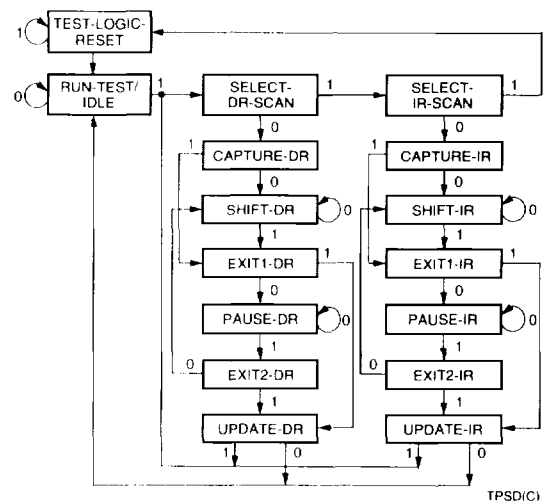 TEST-LOGIC-
RESET
1
RUN-TEST/
IDLE
0
1
SELECT-
DR-SCAN
1
SELECT-
IR-SCAN
1
0
0
1
CAPTURE-DR
1
CAPTURE-IR
0
0
SHIFT-DR
0
SHIFT-IR
0
1
1
EXIT1-DR
1
EXIT1-IR
1
0
0
PAUSE-DR
0
PAUSE-IR
0
1
1
0
EXIT2-DR
0
EXIT2-IR
1
1
UPDATE-DR
UPDATE-IR
1
0
1
0
TPSD(C)